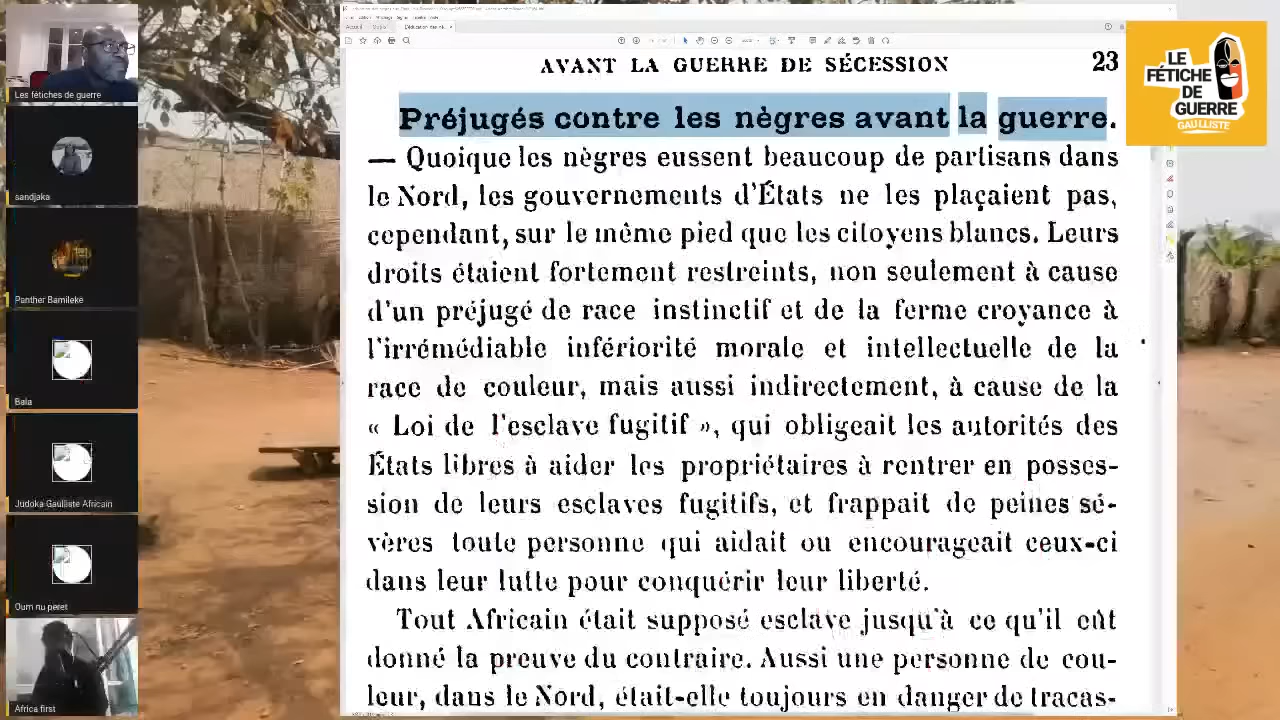 Les fétiches de guerre
sandjaka
Panther Bamileke
Bala
Judoka Gaulliste Africain
Oum nu peret
Africa first
LE
FÉTICHE
DE
GUERRE
GAULLISTE
AVANT LA GUERRE DE SÉCESSION 23
Préjugés contre les nègres avant la guerre.
— Quoique les nègres eussent beaucoup de partisans dans
le Nord, les gouvernements d'États ne les plaçaient pas,
cependant, sur le même pied que les citoyens blancs. Leurs
droits étaient fortement restreints, non seulement à cause
d'un préjugé de race instinctif et de la ferme croyance à
l'irrémédiable infériorité morale et intellectuelle de la
race de couleur, mais aussi indirectement, à cause de la
« Loi de l'esclave fugitif », qui obligeait les autorités des
États libres à aider les propriétaires à rentrer en posses-
sion de leurs esclaves fugitifs, et frappait de peines sé-
vères toute personne qui aidait ou encourageait ceux-ci
dans leur lutte pour conquérir leur liberté.
Tout Africain était supposé esclave jusqu'à ce qu'il eût
donné la preuve du contraire. Aussi une personne de cou-
leur, dans le Nord, était-elle toujours en danger de tracas-